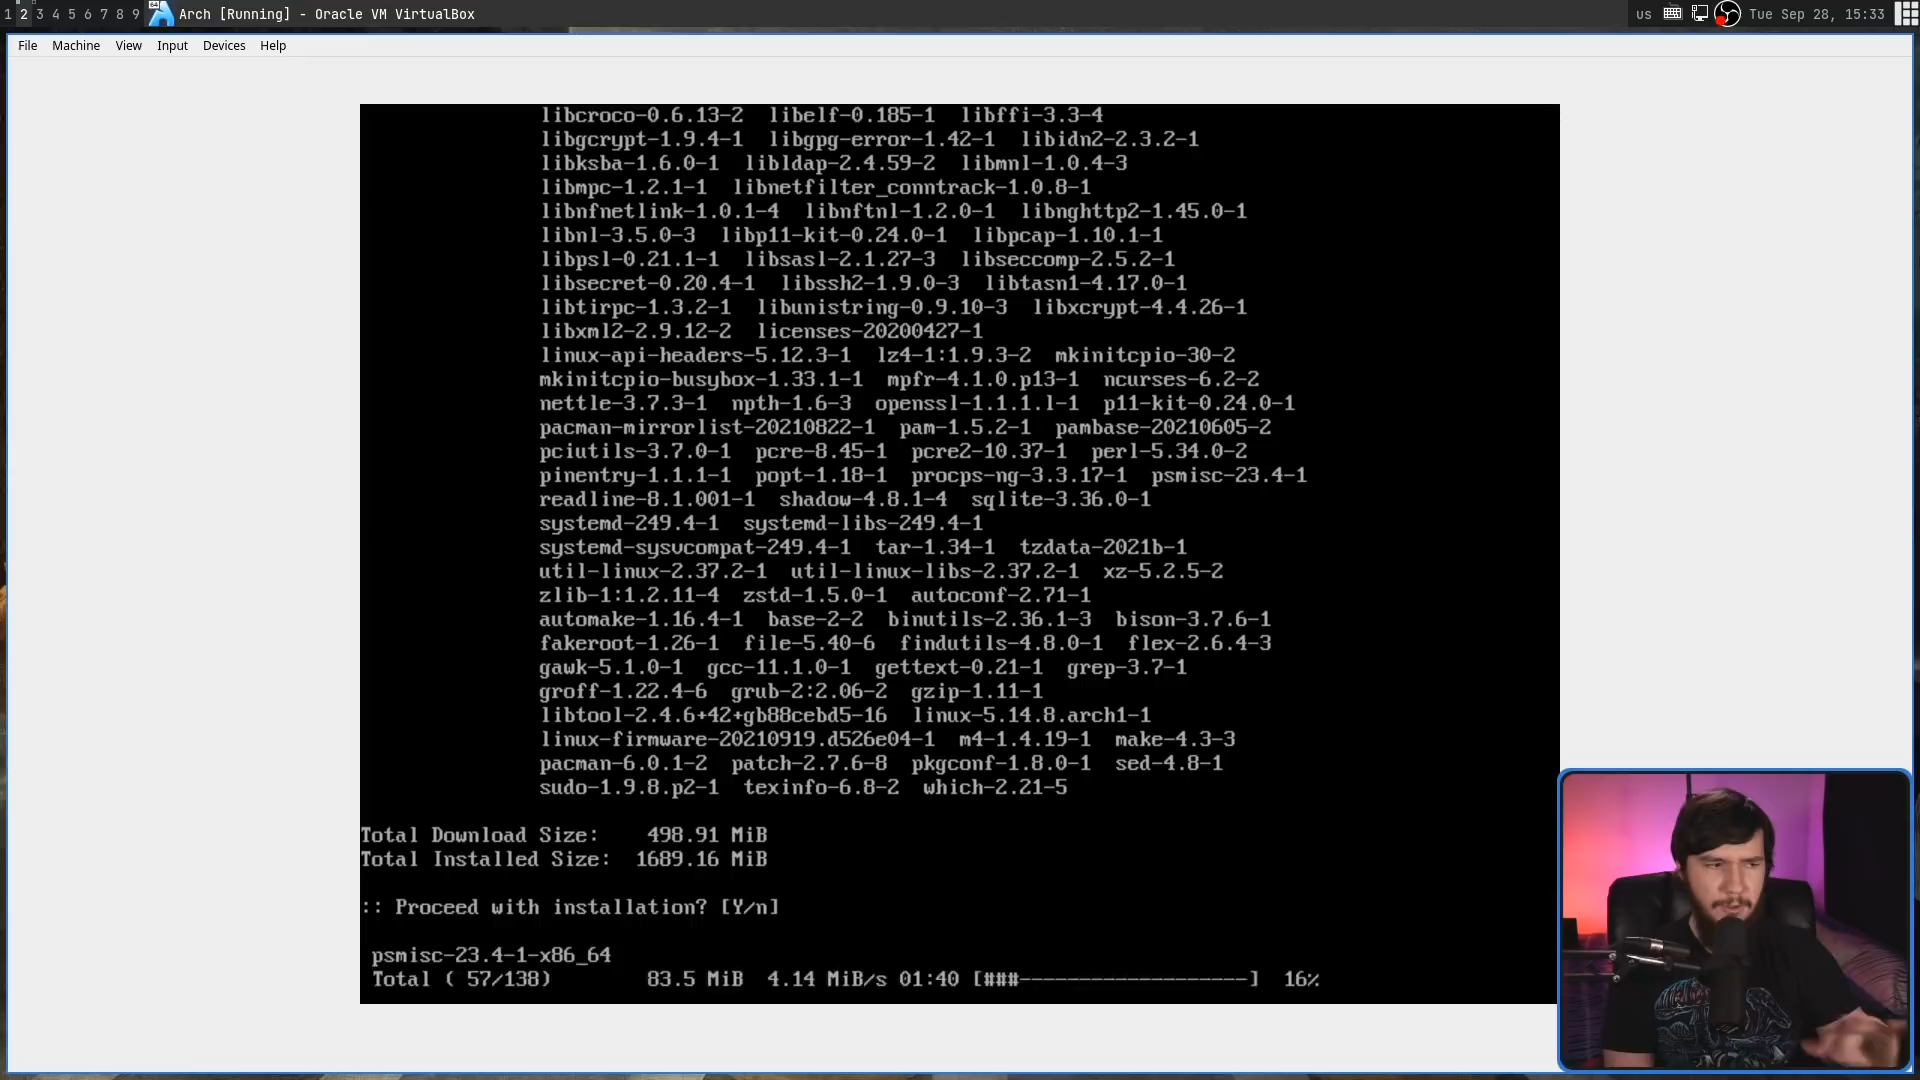 1 2 3 4 5 6 7 8 9 Arch [Running] - Oracle VM VirtualBox us Tue Sep 28, 15:33
File Machine View Input Devices Help
libcroco-0.6.13-2 libelf-0.185-1 libffi-3.3-4
libgcrypt-1.9.4-1 libgpg-error-1.42-1 libidn2-2.3.2-1
libksba-1.6.0-1 libldap-2.4.59-2 libmnl-1.0.4-3
libmpc-1.2.1-1 libnetfilter_conntrack-1.0.8-1
libnfnetlink-1.0.1-4 libnftnl-1.2.0-1 libnghttp2-1.45.0-1
libnl-3.5.0-3 libp11-kit-0.24.0-1 libpcap-1.10.1-1
libpsl-0.21.1-1 libsasl-2.1.27-3 libseccomp-2.5.2-1
libsecret-0.20.4-1 libssh2-1.9.0-3 libtasn1-4.17.0-1
libtirpc-1.3.2-1 libunistring-0.9.10-3 libxcrypt-4.4.26-1
libxml2-2.9.12-2 licenses-20200427-1
linux-api-headers-5.12.3-1 lz4-1:1.9.3-2 mkinitcpio-30-2
mkinitcpio-busybox-1.33.1-1 mpfr-4.1.0.p13-1 ncurses-6.2-2
nettle-3.7.3-1 npth-1.6-3 openssl-1.1.1.l-1 p11-kit-0.24.0-1
pacman-mirrorlist-20210822-1 pam-1.5.2-1 pambase-20210605-2
pciutils-3.7.0-1 pcre-8.45-1 pcre2-10.37-1 perl-5.34.0-2
pinentry-1.1.1-1 popt-1.18-1 procps-ng-3.3.17-1 psmisc-23.4-1
readline-8.1.001-1 shadow-4.8.1-4 sqlite-3.36.0-1
systemd-249.4-1 systemd-libs-249.4-1
systemd-sysvcompat-249.4-1 tar-1.34-1 tzdata-2021b-1
util-linux-2.37.2-1 util-linux-libs-2.37.2-1 xz-5.2.5-2
zlib-1:1.2.11-4 zstd-1.5.0-1 autoconf-2.71-1
automake-1.16.4-1 base-2-2 binutils-2.36.1-3 bison-3.7.6-1
fakeroot-1.26-1 file-5.40-6 findutils-4.8.0-1 flex-2.6.4-3
gawk-5.1.0-1 gcc-11.1.0-1 gettext-0.21-1 grep-3.7-1
groff-1.22.4-6 grub-2:2.06-2 gzip-1.11-1
libtool-2.4.6+42+gb88cebd5-16 linux-5.14.8.arch1-1
linux-firmware-20210919.d526e04-1 m4-1.4.19-1 make-4.3-3
pacman-6.0.1-2 patch-2.7.6-8 pkgconf-1.8.0-1 sed-4.8-1
sudo-1.9.8.p2-1 texinfo-6.8-2 which-2.21-5
Total Download Size: 498.91 MiB
Total Installed Size: 1689.16 MiB
:: Proceed with installation? [Y/n]
psmisc-23.4-1-x86_64
Total ( 57/138) 83.5 MiB 4.14 MiB/s 01:40 [###--------------------] 16%